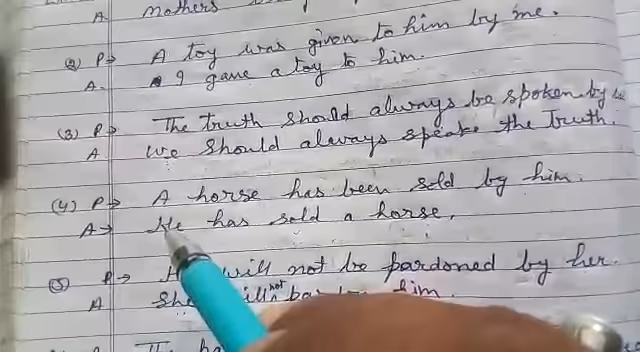 A Mothers
(2) P→ A toy was given to him by me.
A. I gave a toy to him.
(3) P→ The truth should always be spoken by us
A We should always speak the truth.
(4) P→ A horse has been sold by him.
A→ He has sold a horse.
(5) P→ will not be pardoned by her.
A She will not him.
The